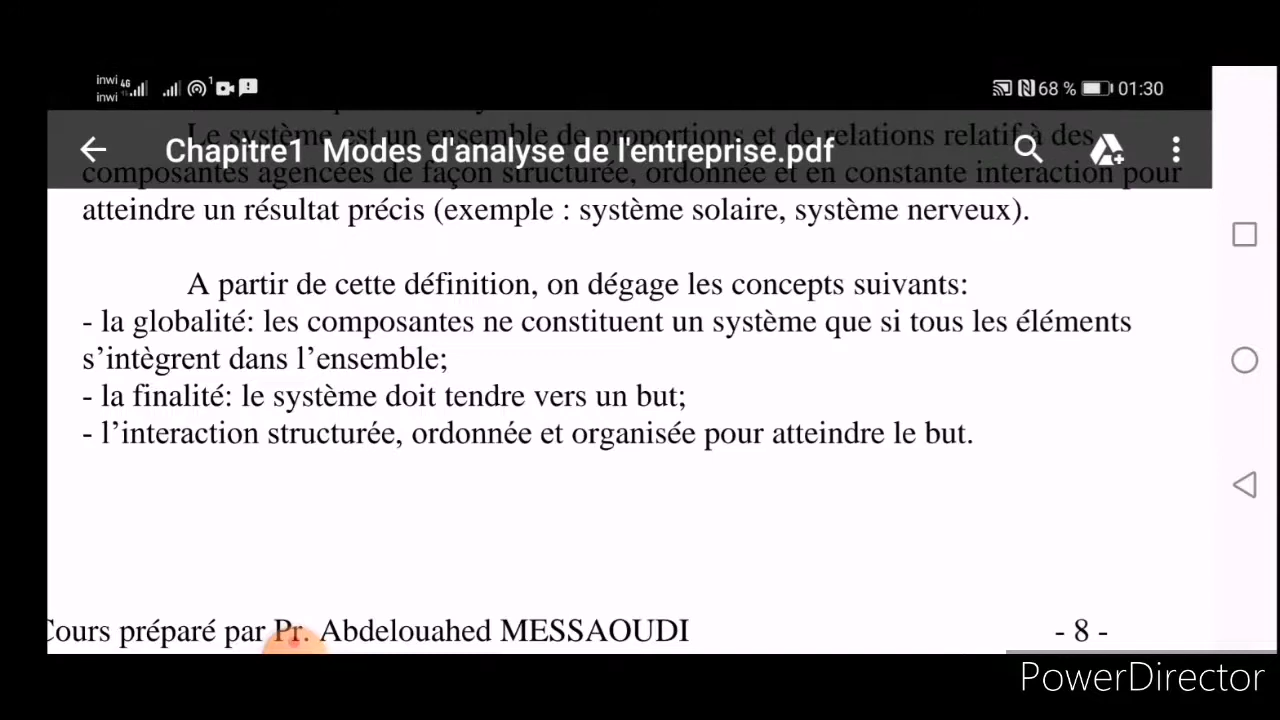 inwi 4G
inwi
1
68 % 01:30
Le système est un ensemble de proportions et de relations relatif à des
Chapitre1 Modes d'analyse de l'entreprise.pdf
composantes agencées de façon structurée, ordonnée et en constante interaction pour
atteindre un résultat précis (exemple : système solaire, système nerveux).
A partir de cette définition, on dégage les concepts suivants:
- la globalité: les composantes ne constituent un système que si tous les éléments
s’intègrent dans l’ensemble;
- la finalité: le système doit tendre vers un but;
- l’interaction structurée, ordonnée et organisée pour atteindre le but.
Cours préparé par Pr. Abdelouahed MESSAOUDI
- 8 -
PowerDirector